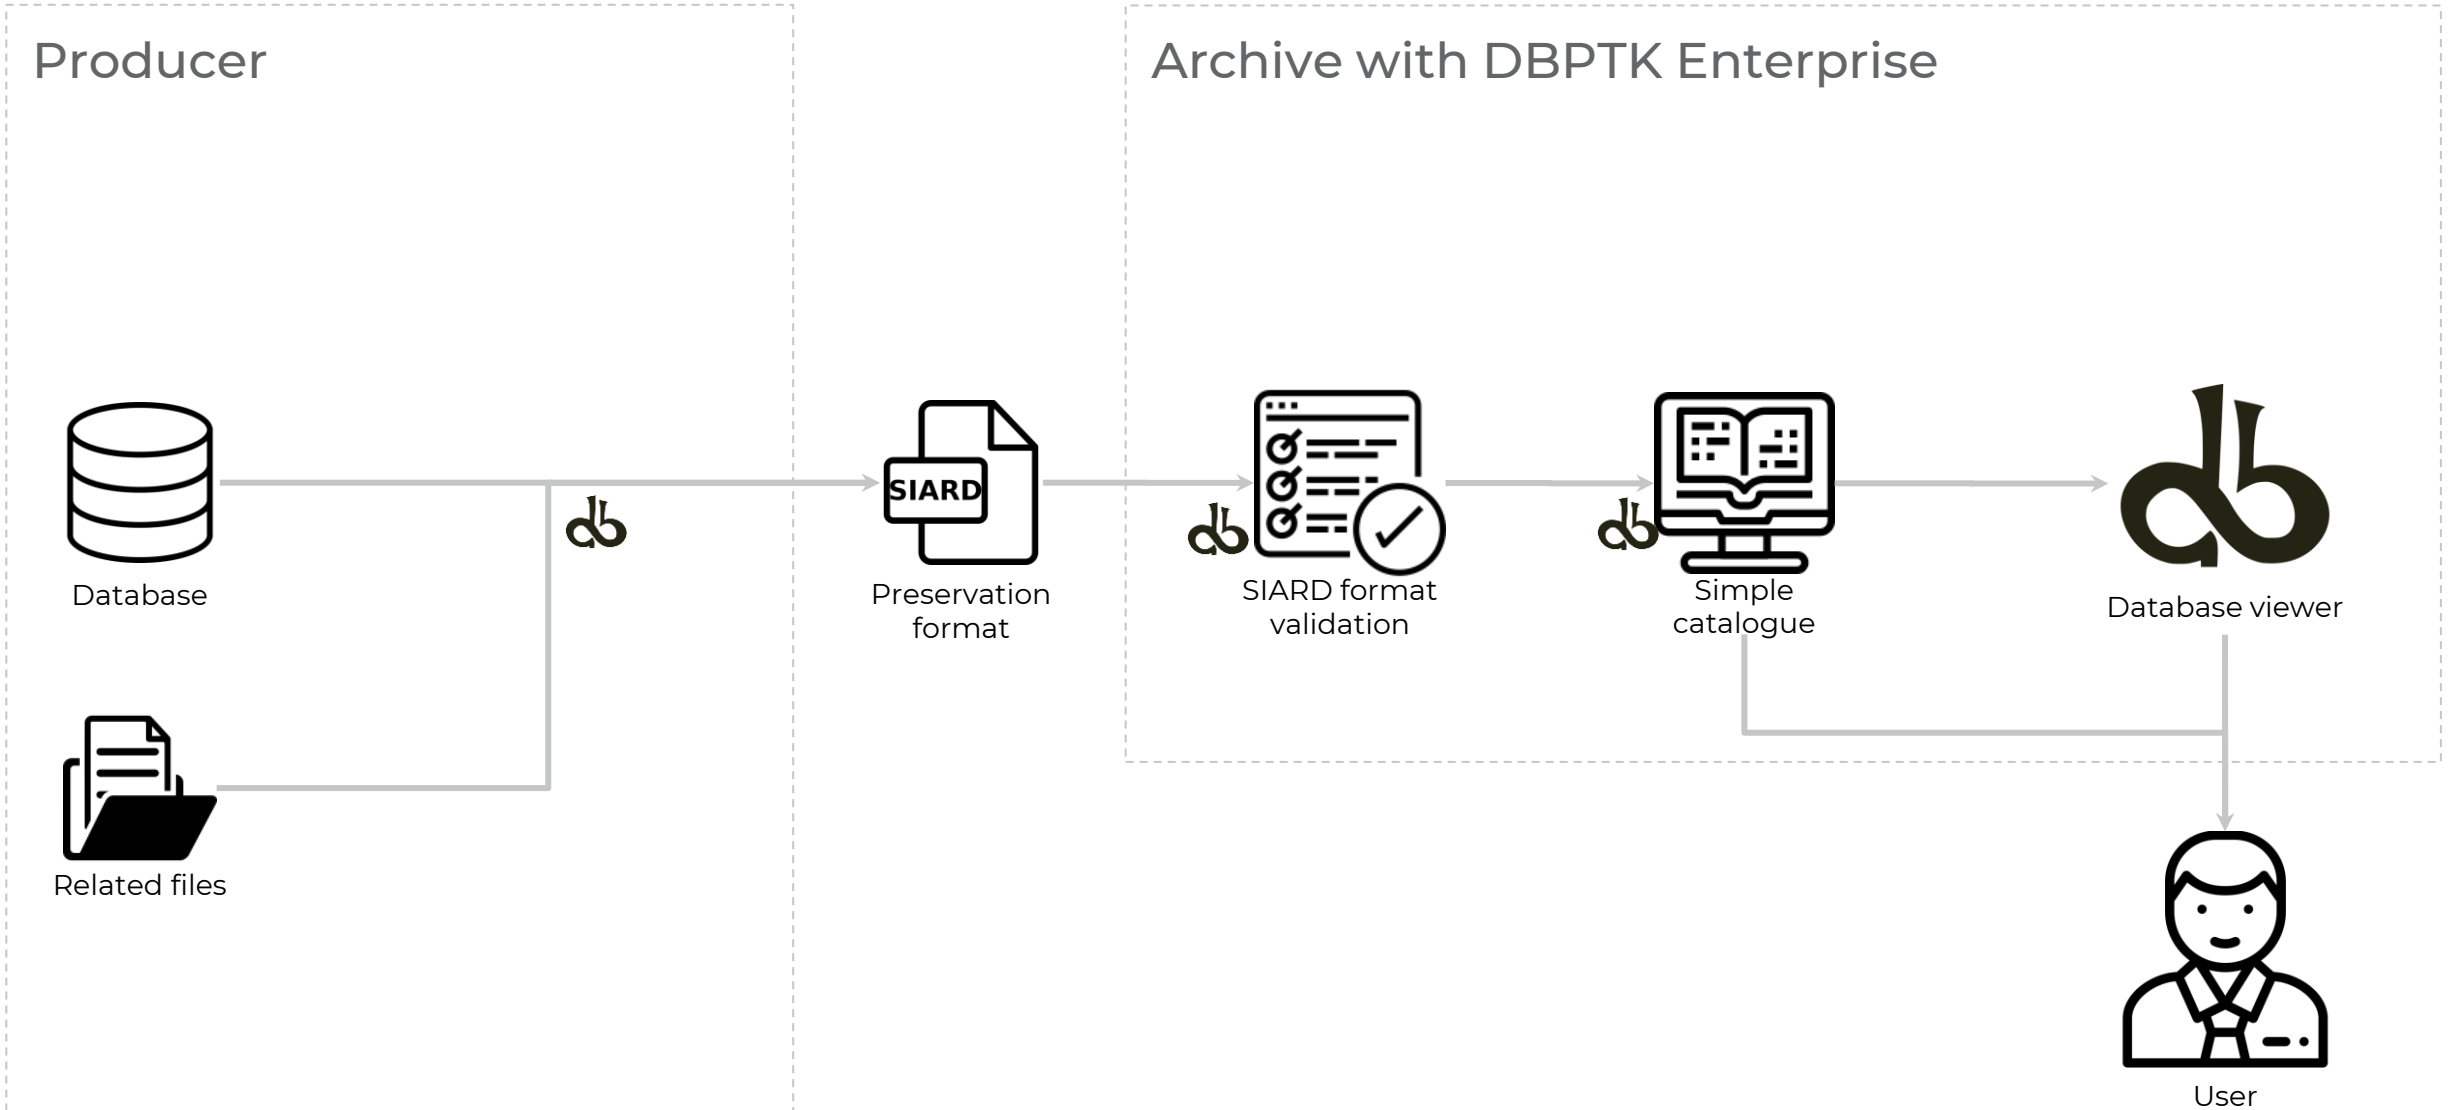 Producer
Archive with DBPTK Enterprise
SIARD
Database
Preservation
format
SIARD format
validation
Simple
catalogue
Database viewer
Related files
User